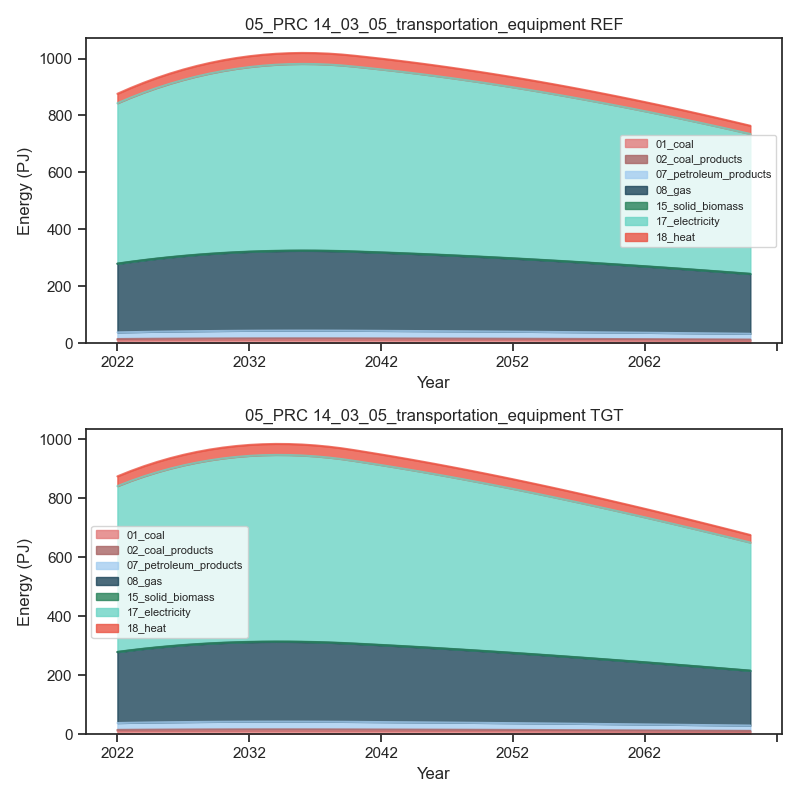 05_PRC 14_03_05_transportation_equipment REF
1000
800
600
400
200
0
Energy (PJ)
01_coal
02_coal_products
07_petroleum_products
08_gas
15_solid_biomass
17_electricity
18_heat
2022 2032 2042 2052 2062
Year
05_PRC 14_03_05_transportation_equipment TGT
1000
800
600
400
200
0
Energy (PJ)
01_coal
02_coal_products
07_petroleum_products
08_gas
15_solid_biomass
17_electricity
18_heat
2022 2032 2042 2052 2062
Year